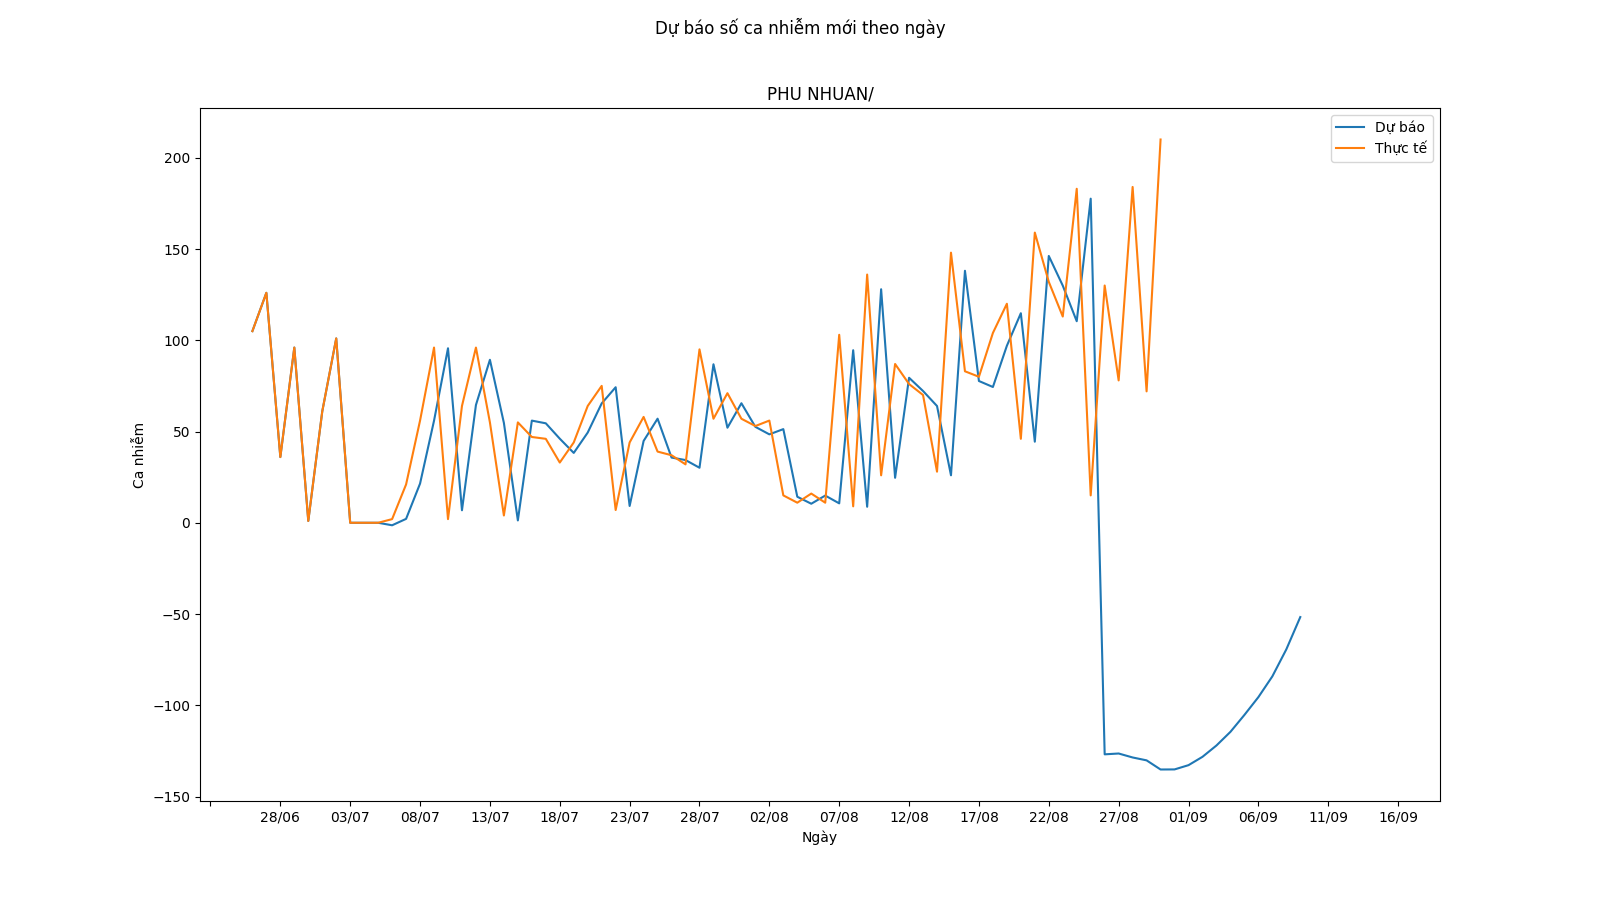 Dự báo số ca nhiễm mới theo ngày
PHU NHUAN/
Dự báo
Thực tế
200
150
100
50
0
−50
−100
−150
Ca nhiễm
28/06 03/07 08/07 13/07 18/07 23/07 28/07 02/08 07/08 12/08 17/08 22/08 27/08 01/09 06/09 11/09 16/09
Ngày